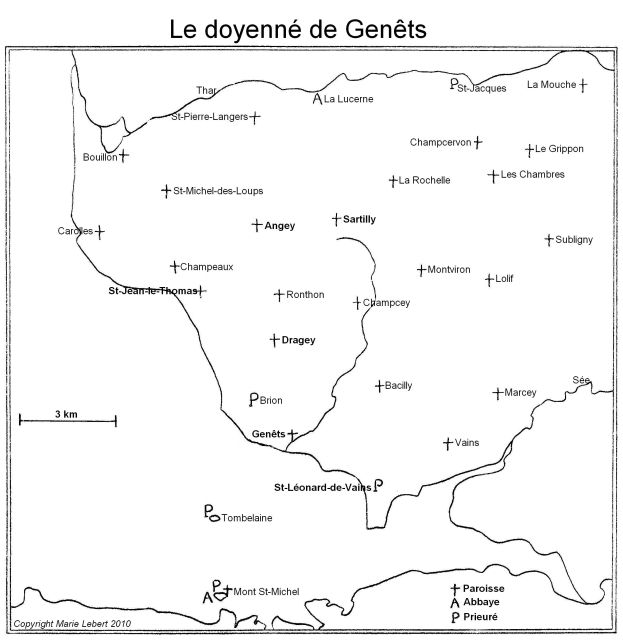 Le doyenné de Genêts
La Mouche
Thar
St-Jacques
La Lucerne
St-Pierre-Langers
Champcervon
Le Grippon
Bouillon
Les Chambres
La Rochelle
St-Michel-des-Loups
Sartilly
Angey
Carolles
Subligny
Champeaux
Montviron
Lolif
St-Jean-le-Thomas
Ronthon
Champcey
Dragey
Sée
Bacilly
Marcey
Brion
3 km
Genêts
Vains
St-Léonard-de-Vains
Tombelaine
Mont St-Michel
Paroisse
A Abbaye
P Prieuré
Copyright Marie Lebert 2010